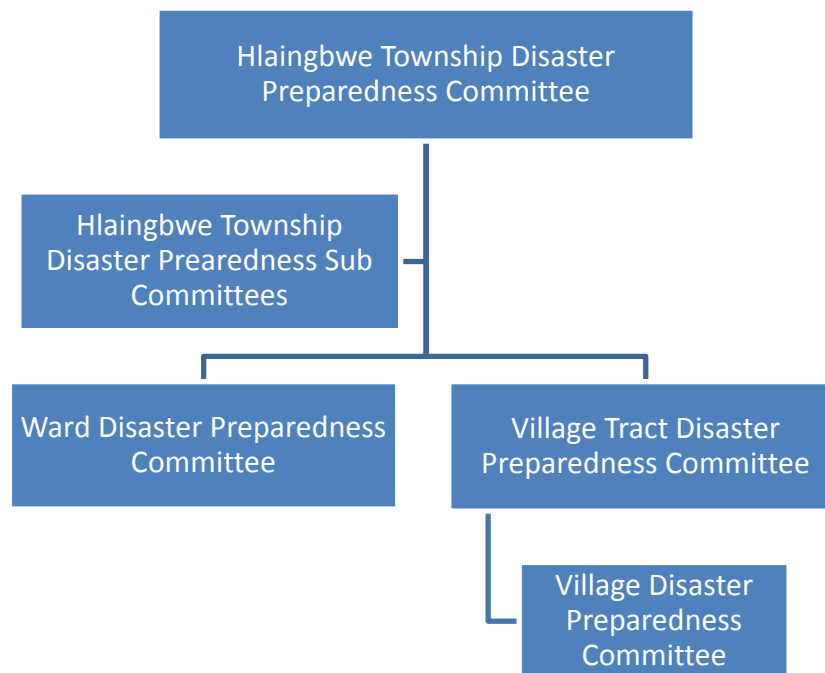 Hlaingbwe Township Disaster
Preparedness Committee
Hlaingbwe Township
Disaster Prearedness Sub
Committees
Ward Disaster Preparedness
Committee
Village Tract Disaster
Preparedness Committee
Village Disaster
Preparedness
Committee